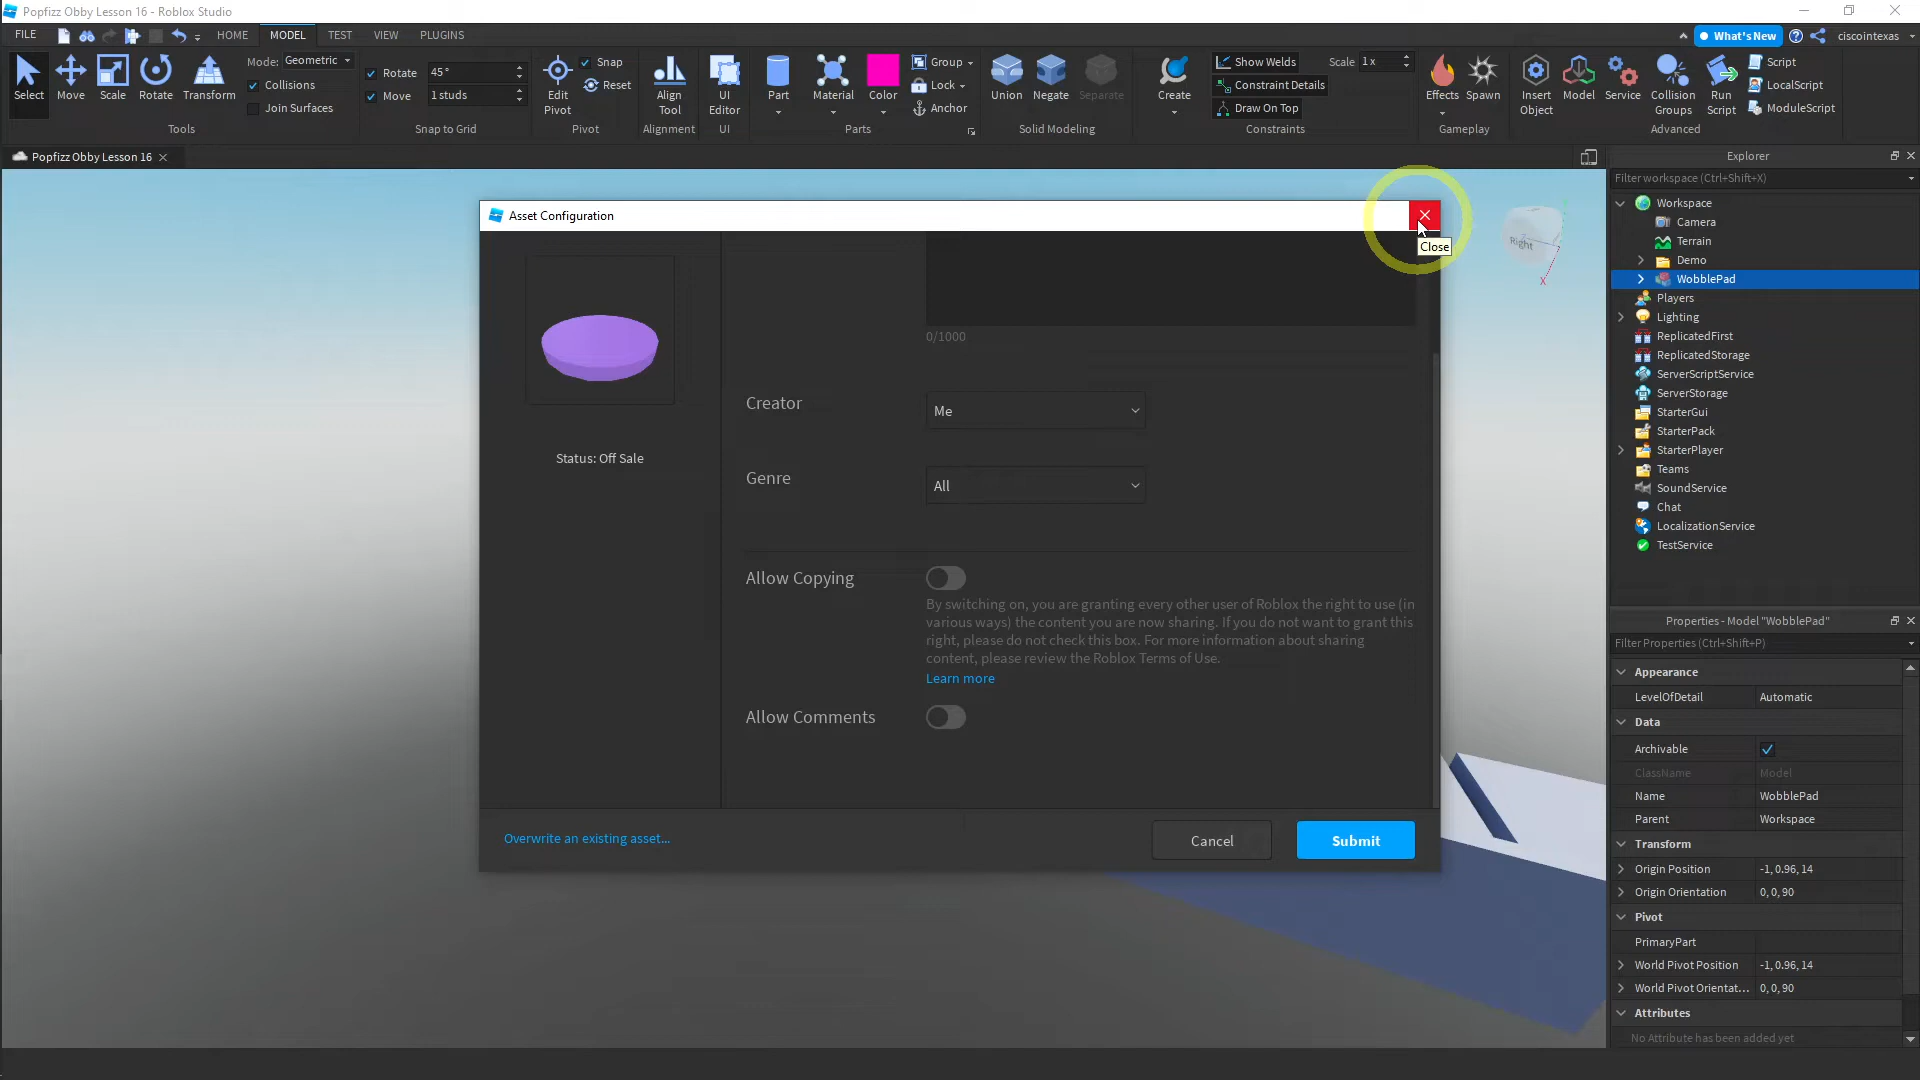 Popfizz Obby Lesson 16 - Roblox Studio
FILE
HOME
MODEL
TEST
VIEW
PLUGINS
What's New
ciscointexas
Select
Move
Scale
Rotate
Transform
Mode: Geometric
Collisions
Join Surfaces
Tools
Rotate 45°
Move 1 studs
Snap to Grid
Edit
Pivot
Snap
Reset
Pivot
Align
Tool
Alignment
UI
Editor
UI
Part
Material
Color
Group
Lock
Anchor
Parts
Union
Negate
Separate
Solid Modeling
Create
Show Welds
Constraint Details
Draw On Top
Scale 1 x
Constraints
Effects
Spawn
Gameplay
Insert
Object
Model
Service
Collision
Groups
Run
Script
Script
LocalScript
ModuleScript
Advanced
Popfizz Obby Lesson 16
Asset Configuration
Close
Right
X
0/1000
Status: Off Sale
Creator
Me
Genre
All
Allow Copying
By switching on, you are granting every other user of Roblox the right to use (in
various ways) the content you are now sharing. If you do not want to grant this
right, please do not check this box. For more information about sharing
content, please review the Roblox Terms of Use.
Learn more
Allow Comments
Overwrite an existing asset...
Cancel
Submit
Explorer
Filter workspace (Ctrl+Shift+X)
Workspace
Camera
Terrain
Demo
WobblePad
Players
Lighting
ReplicatedFirst
ReplicatedStorage
ServerScriptService
ServerStorage
StarterGui
StarterPack
StarterPlayer
Teams
SoundService
Chat
LocalizationService
TestService
Properties - Model "WobblePad"
Filter Properties (Ctrl+Shift+P)
Appearance
LevelOfDetail Automatic
Data
Archivable
ClassName Model
Name WobblePad
Parent Workspace
Transform
Origin Position -1, 0.96, 14
Origin Orientation 0, 0, 90
Pivot
PrimaryPart
World Pivot Position -1, 0.96, 14
World Pivot Orientat... 0, 0, 90
Attributes
No Attribute has been added yet